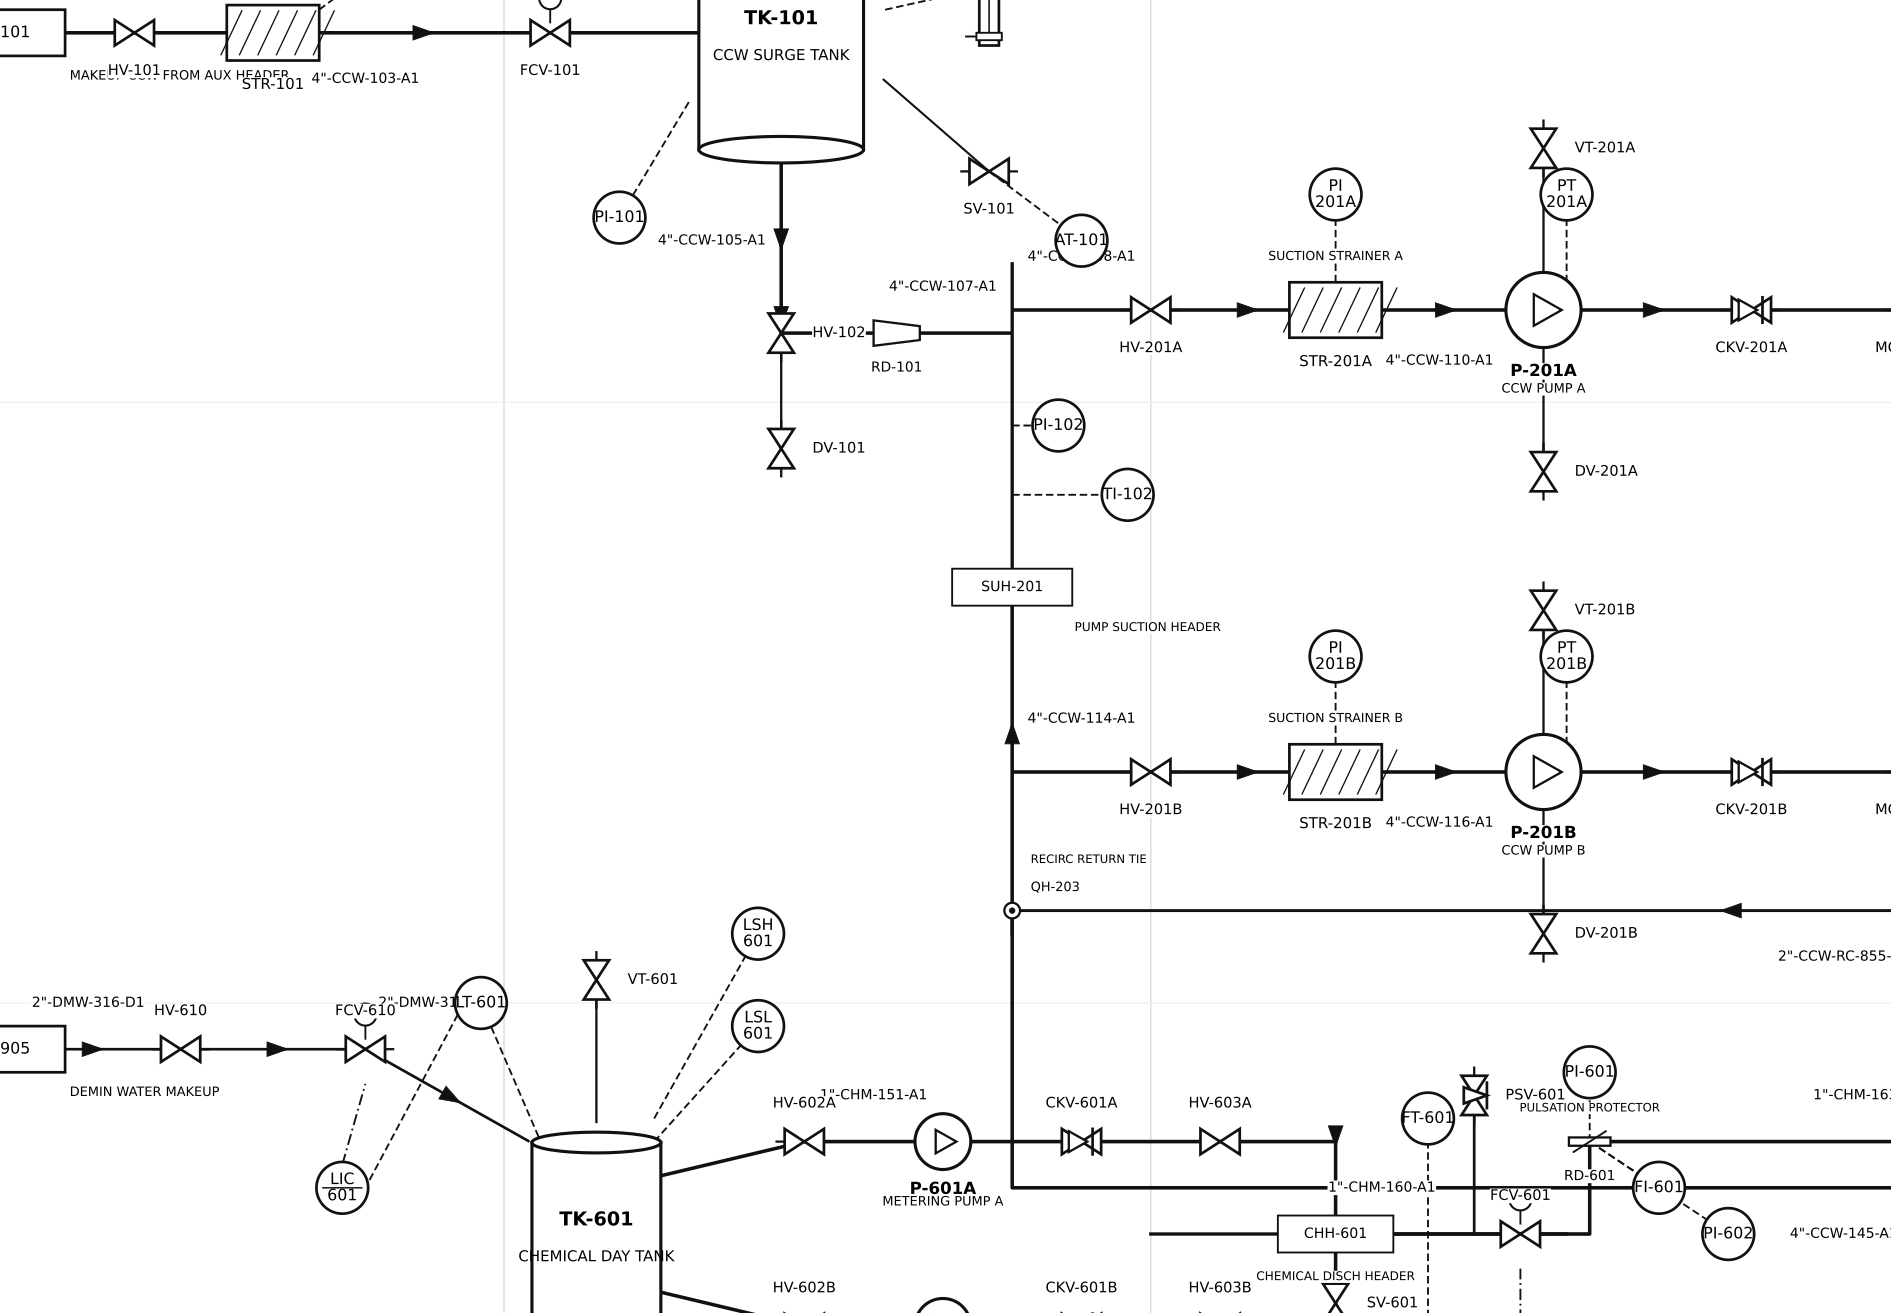 TK-101
CCW SURGE TANK
101
HV-101
FROM AUX HEADER
STR-101
4"-CCW-103-A1
FCV-101
VT-201A
PI
201A
PT
201A
PI-101
SV-101
4"-CCW-105-A1
AT-101
SUCTION STRAINER A
4"-CCW-107-A1
HV-102
RD-101
HV-201A
STR-201A
4"-CCW-110-A1
P-201A
CCW PUMP A
CKV-201A
PI-102
DV-101
DV-201A
TI-102
SUH-201
PUMP SUCTION HEADER
VT-201B
PI
201B
PT
201B
4"-CCW-114-A1
SUCTION STRAINER B
HV-201B
STR-201B
4"-CCW-116-A1
P-201B
CCW PUMP B
CKV-201B
RECIRC RETURN TIE
QH-203
DV-201B
2"-CCW-RC-855-
LSH
601
VT-601
LSL
601
2"-DMW-316-D1
HV-610
FCV-610
LT-601
905
DEMIN WATER MAKEUP
LIC
601
HV-602A
1"-CHM-151-A1
CKV-601A
HV-603A
FT-601
PSV-601
PI-601
PULSATION PROTECTOR
P-601A
METERING PUMP A
1"-CHM-160-A1
RD-601
FI-601
FCV-601
PI-602
4"-CCW-145-A1
TK-601
CHEMICAL DAY TANK
CHH-601
CHEMICAL DISCH HEADER
HV-602B
CKV-601B
HV-603B
SV-601